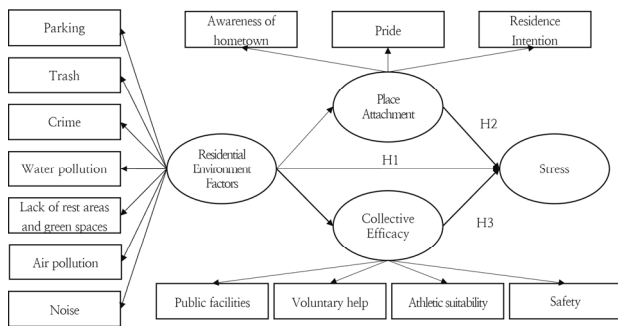 Parking
Trash
Crime
Water pollution
Lack of rest areas
and green spaces
Air pollution
Noise
Residential
Environment
Factors
Awareness of
hometown
Pride
Residence
Intention
Place
Attachment
H1
H2
H3
Collective
Efficacy
Stress
Public facilities
Voluntary help
Athletic suitability
Safety